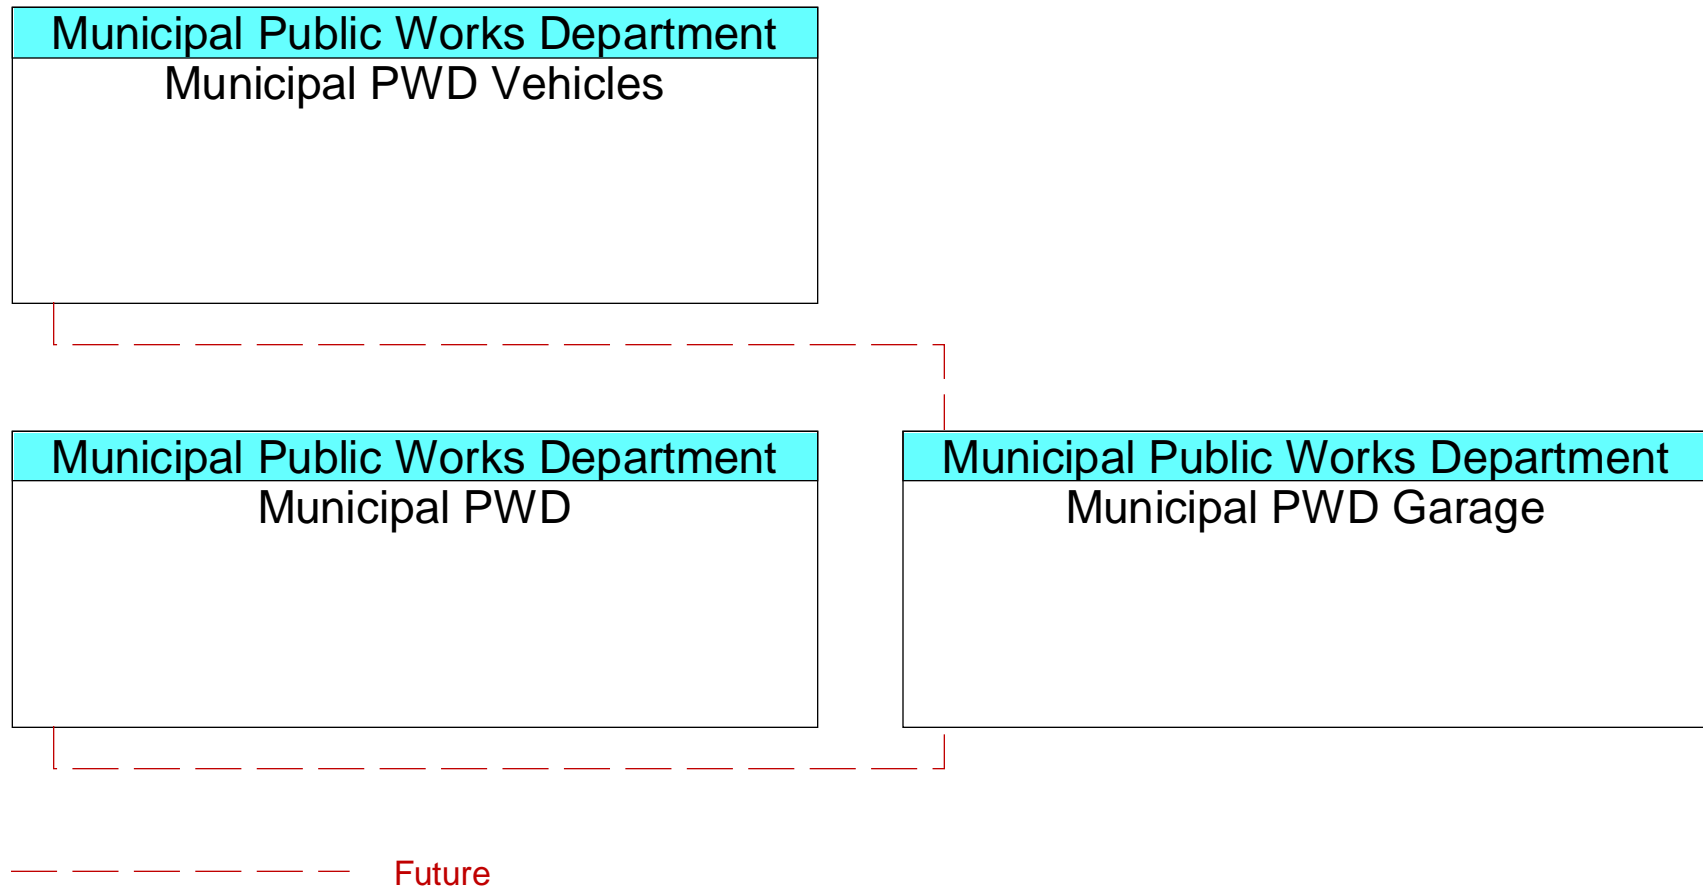 Municipal Public Works Department
Municipal PWD Vehicles
Municipal Public Works Department
Municipal PWD
Municipal Public Works Department
Municipal PWD Garage
Future